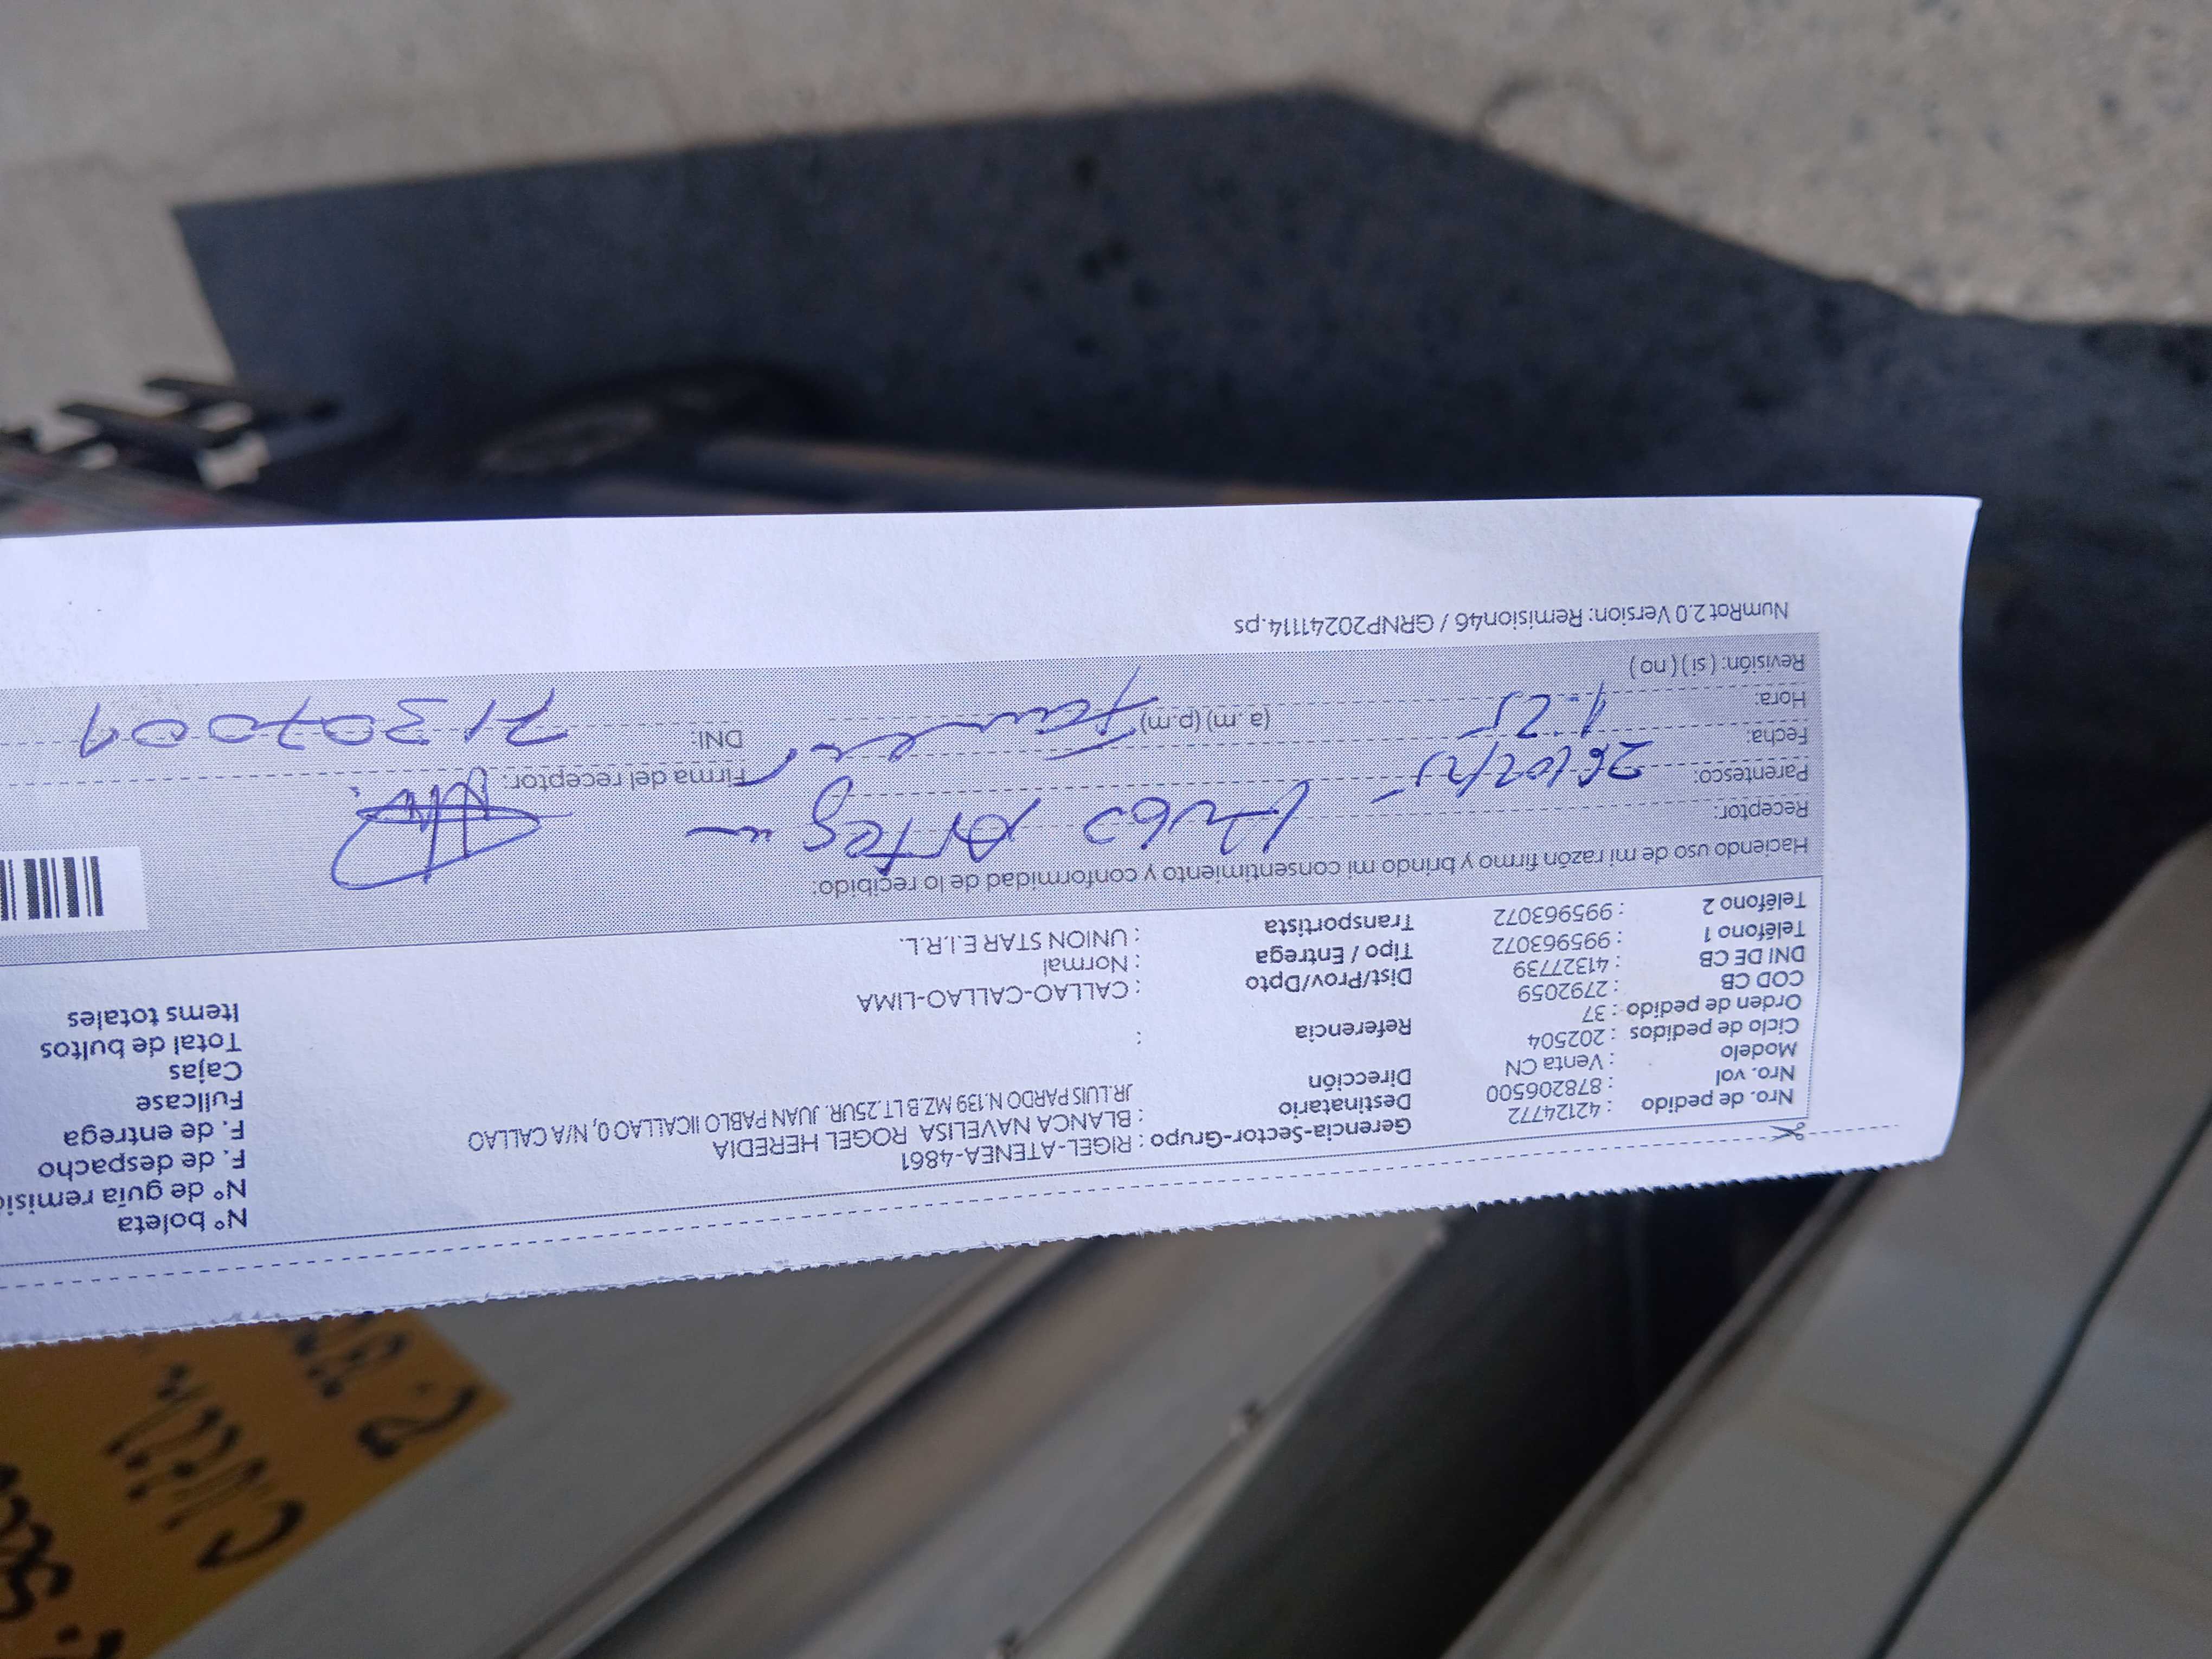 Nº boleta
Nº de guía remisi
Gerencia-Sector-Grupo : RIGEL-ATENEA-4861
F. de despacho
Nro. de pedido : 42124772 Destinatario : BLANCA NAVELISA ROGEL HEREDIA
F. de entrega
Nro. vol : 878206500 Dirección JR.LUIS PARDO N.139 MZ.B LT.25UR. JUAN PABLO IICALLAO 0, N/A CALLAO
Fullcase
Modelo : Venta CN
Cajas
Ciclo de pedidos : 202504 Referencia :
Total de bultos
Orden de pedido : 37
Items totales
COD CB : 2792059 Dist/Prov/Dpto : CALLAO-CALLAO-LIMA
DNI DE CB : 41327739 Tipo / Entrega : Normal
Teléfono 1 : 995963072 Transportista : UNION STAR E.I.R.L.
Teléfono 2 : 995963072
Haciendo uso de mi razón firmo y brindo mi consentimiento y conformidad de lo recibido:
Receptor:
Parentesco: Firma del receptor:
Fecha: 26/02/25
Hora: 1:25 (a. m) (p.m) DNI: 71307009
Revisión: ( si ) ( no )
NumRot 2.0 Version: Remision46 / GRNP20241114.ps